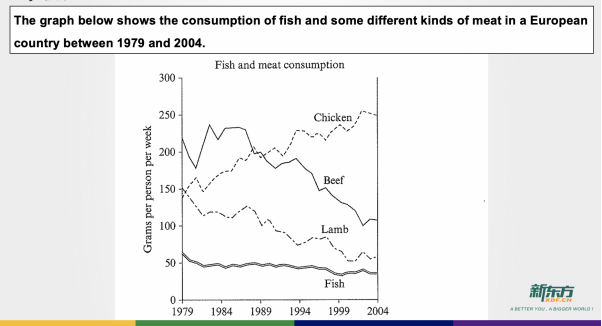 The graph below shows the consumption of fish and some different kinds of meat in a European
country between 1979 and 2004.
Fish and meat consumption
Grams per person per week
300
250
200
150
100
50
0
Chicken
Beef
Lamb
Fish
1979 1984 1989 1994 1999 2004
新东方
XDF.CN
A BETTER YOU , A BIGGER WORLD !